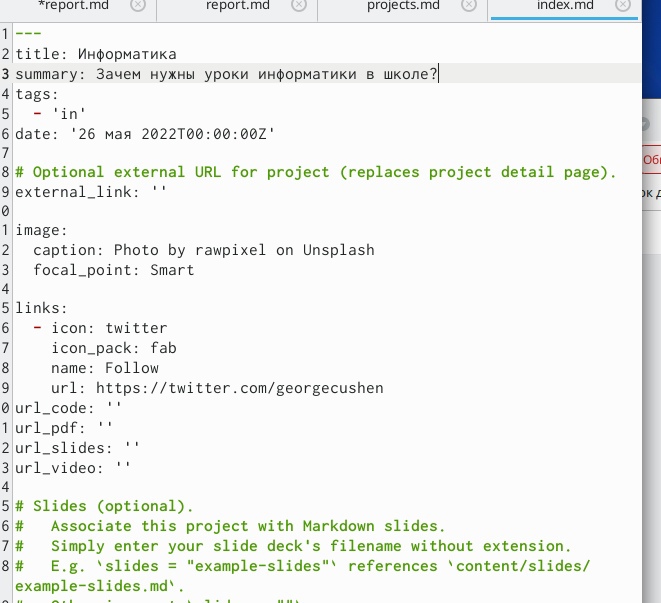 *report.md report.md projects.md index.md
1 ---
2 title: Информатика
3 summary: Зачем нужны уроки информатики в школе?
4 tags:
5   - 'in'
6 date: '26 мая 2022T00:00:00Z'
7
8 # Optional external URL for project (replaces project detail page).
9 external_link: ''
0
1 image:
2   caption: Photo by rawpixel on Unsplash
3   focal_point: Smart
4
5 links:
6   - icon: twitter
7     icon_pack: fab
8     name: Follow
9     url: https://twitter.com/georgecushen
0 url_code: ''
1 url_pdf: ''
2 url_slides: ''
3 url_video: ''
4
5 # Slides (optional).
6 #   Associate this project with Markdown slides.
7 #   Simply enter your slide deck's filename without extension.
8 #   E.g. `slides = "example-slides"` references `content/slides/
example-slides.md`.